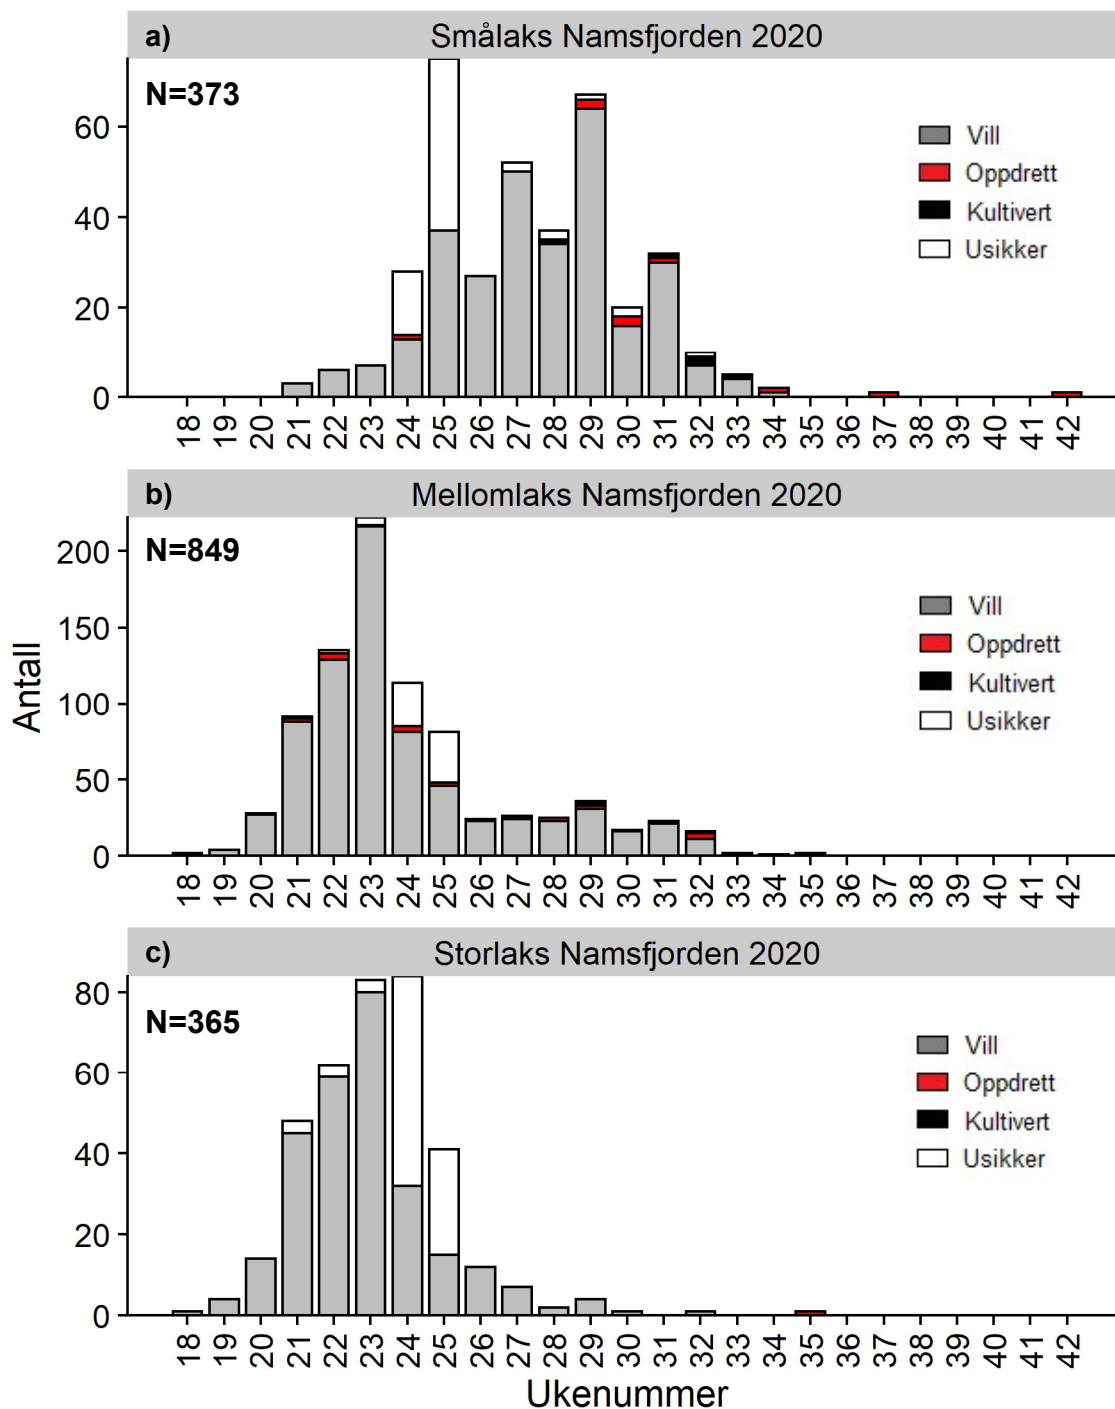 a) Smålaks Namsfjorden 2020
N=373
60
40
20
0
Vill
Oppdrett
Kultivert
Usikker
18 19 20 21 22 23 24 25 26 27 28 29 30 31 32 33 34 35 36 37 38 39 40 41 42
b) Mellomlaks Namsfjorden 2020
N=849
200
150
100
50
0
Antall
Vill
Oppdrett
Kultivert
Usikker
18 19 20 21 22 23 24 25 26 27 28 29 30 31 32 33 34 35 36 37 38 39 40 41 42
c) Storlaks Namsfjorden 2020
N=365
80
60
40
20
0
Vill
Oppdrett
Kultivert
Usikker
18 19 20 21 22 23 24 25 26 27 28 29 30 31 32 33 34 35 36 37 38 39 40 41 42
Ukenummer